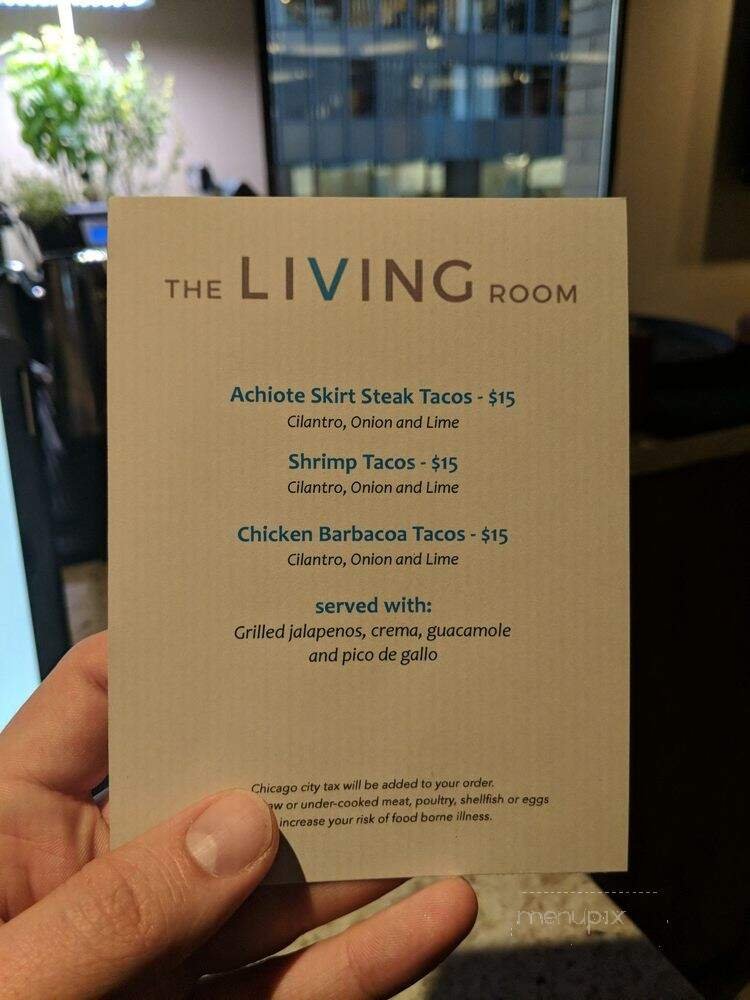 THE LIVING ROOM
Achiote Skirt Steak Tacos - $15
Cilantro, Onion and Lime
Shrimp Tacos - $15
Cilantro, Onion and Lime
Chicken Barbacoa Tacos - $15
Cilantro, Onion and Lime
served with:
Grilled jalapenos, crema, guacamole
and pico de gallo
Chicago city tax will be added to your order.
aw or under-cooked meat, poultry, shellfish or eggs
increase your risk of food borne illness.
menupix